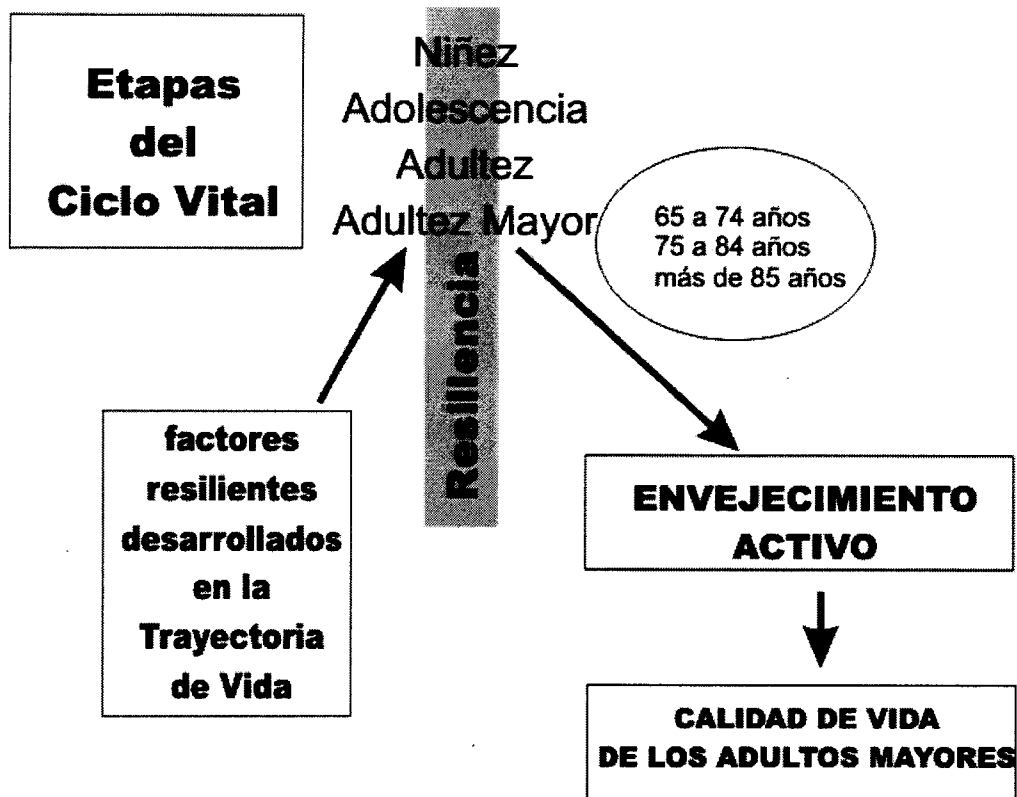 Etapas
del
Ciclo Vital
Niñez
Adolescencia
Adultez
Adultez Mayor
65 a 74 años
75 a 84 años
más de 85 años
Resiliencia
factores
resilientes
desarrollados
en la
Trayectoria
de Vida
ENVEJECIMIENTO
ACTIVO
CALIDAD DE VIDA
DE LOS ADULTOS MAYORES